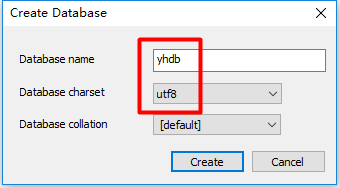 Create Database
Database name yhdb
Database charset utf8
Database collation [default]
Create Cancel